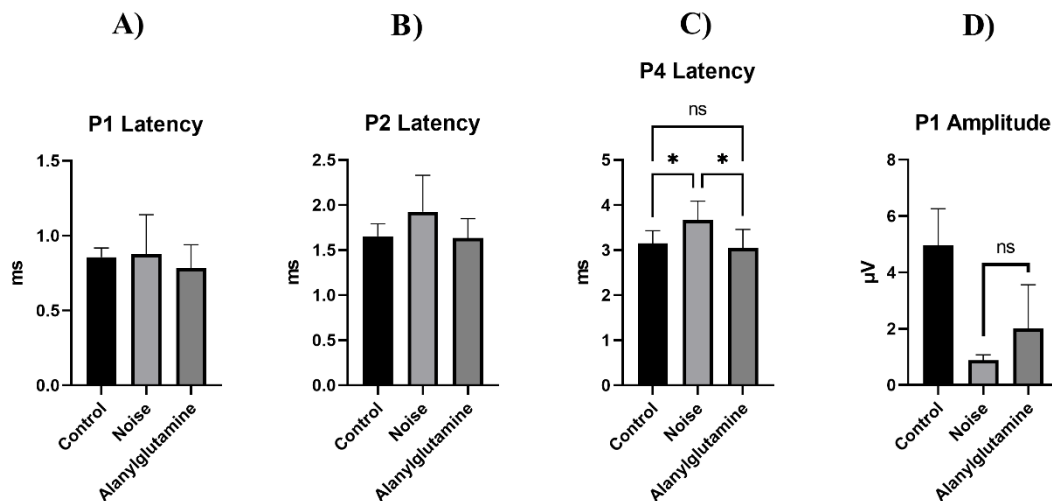 A)
P1 Latency
ms
1.5
1.0
0.5
0.0
Control
Noise
Alanylglutamine
B)
P2 Latency
ms
2.5
2.0
1.5
1.0
0.5
0.0
Control
Noise
Alanylglutamine
C)
P4 Latency
ns
* *
ms
5
4
3
2
1
0
Control
Noise
Alanylglutamine
D)
P1 Amplitude
ns
µV
8
6
4
2
0
Control
Noise
Alanylglutamine